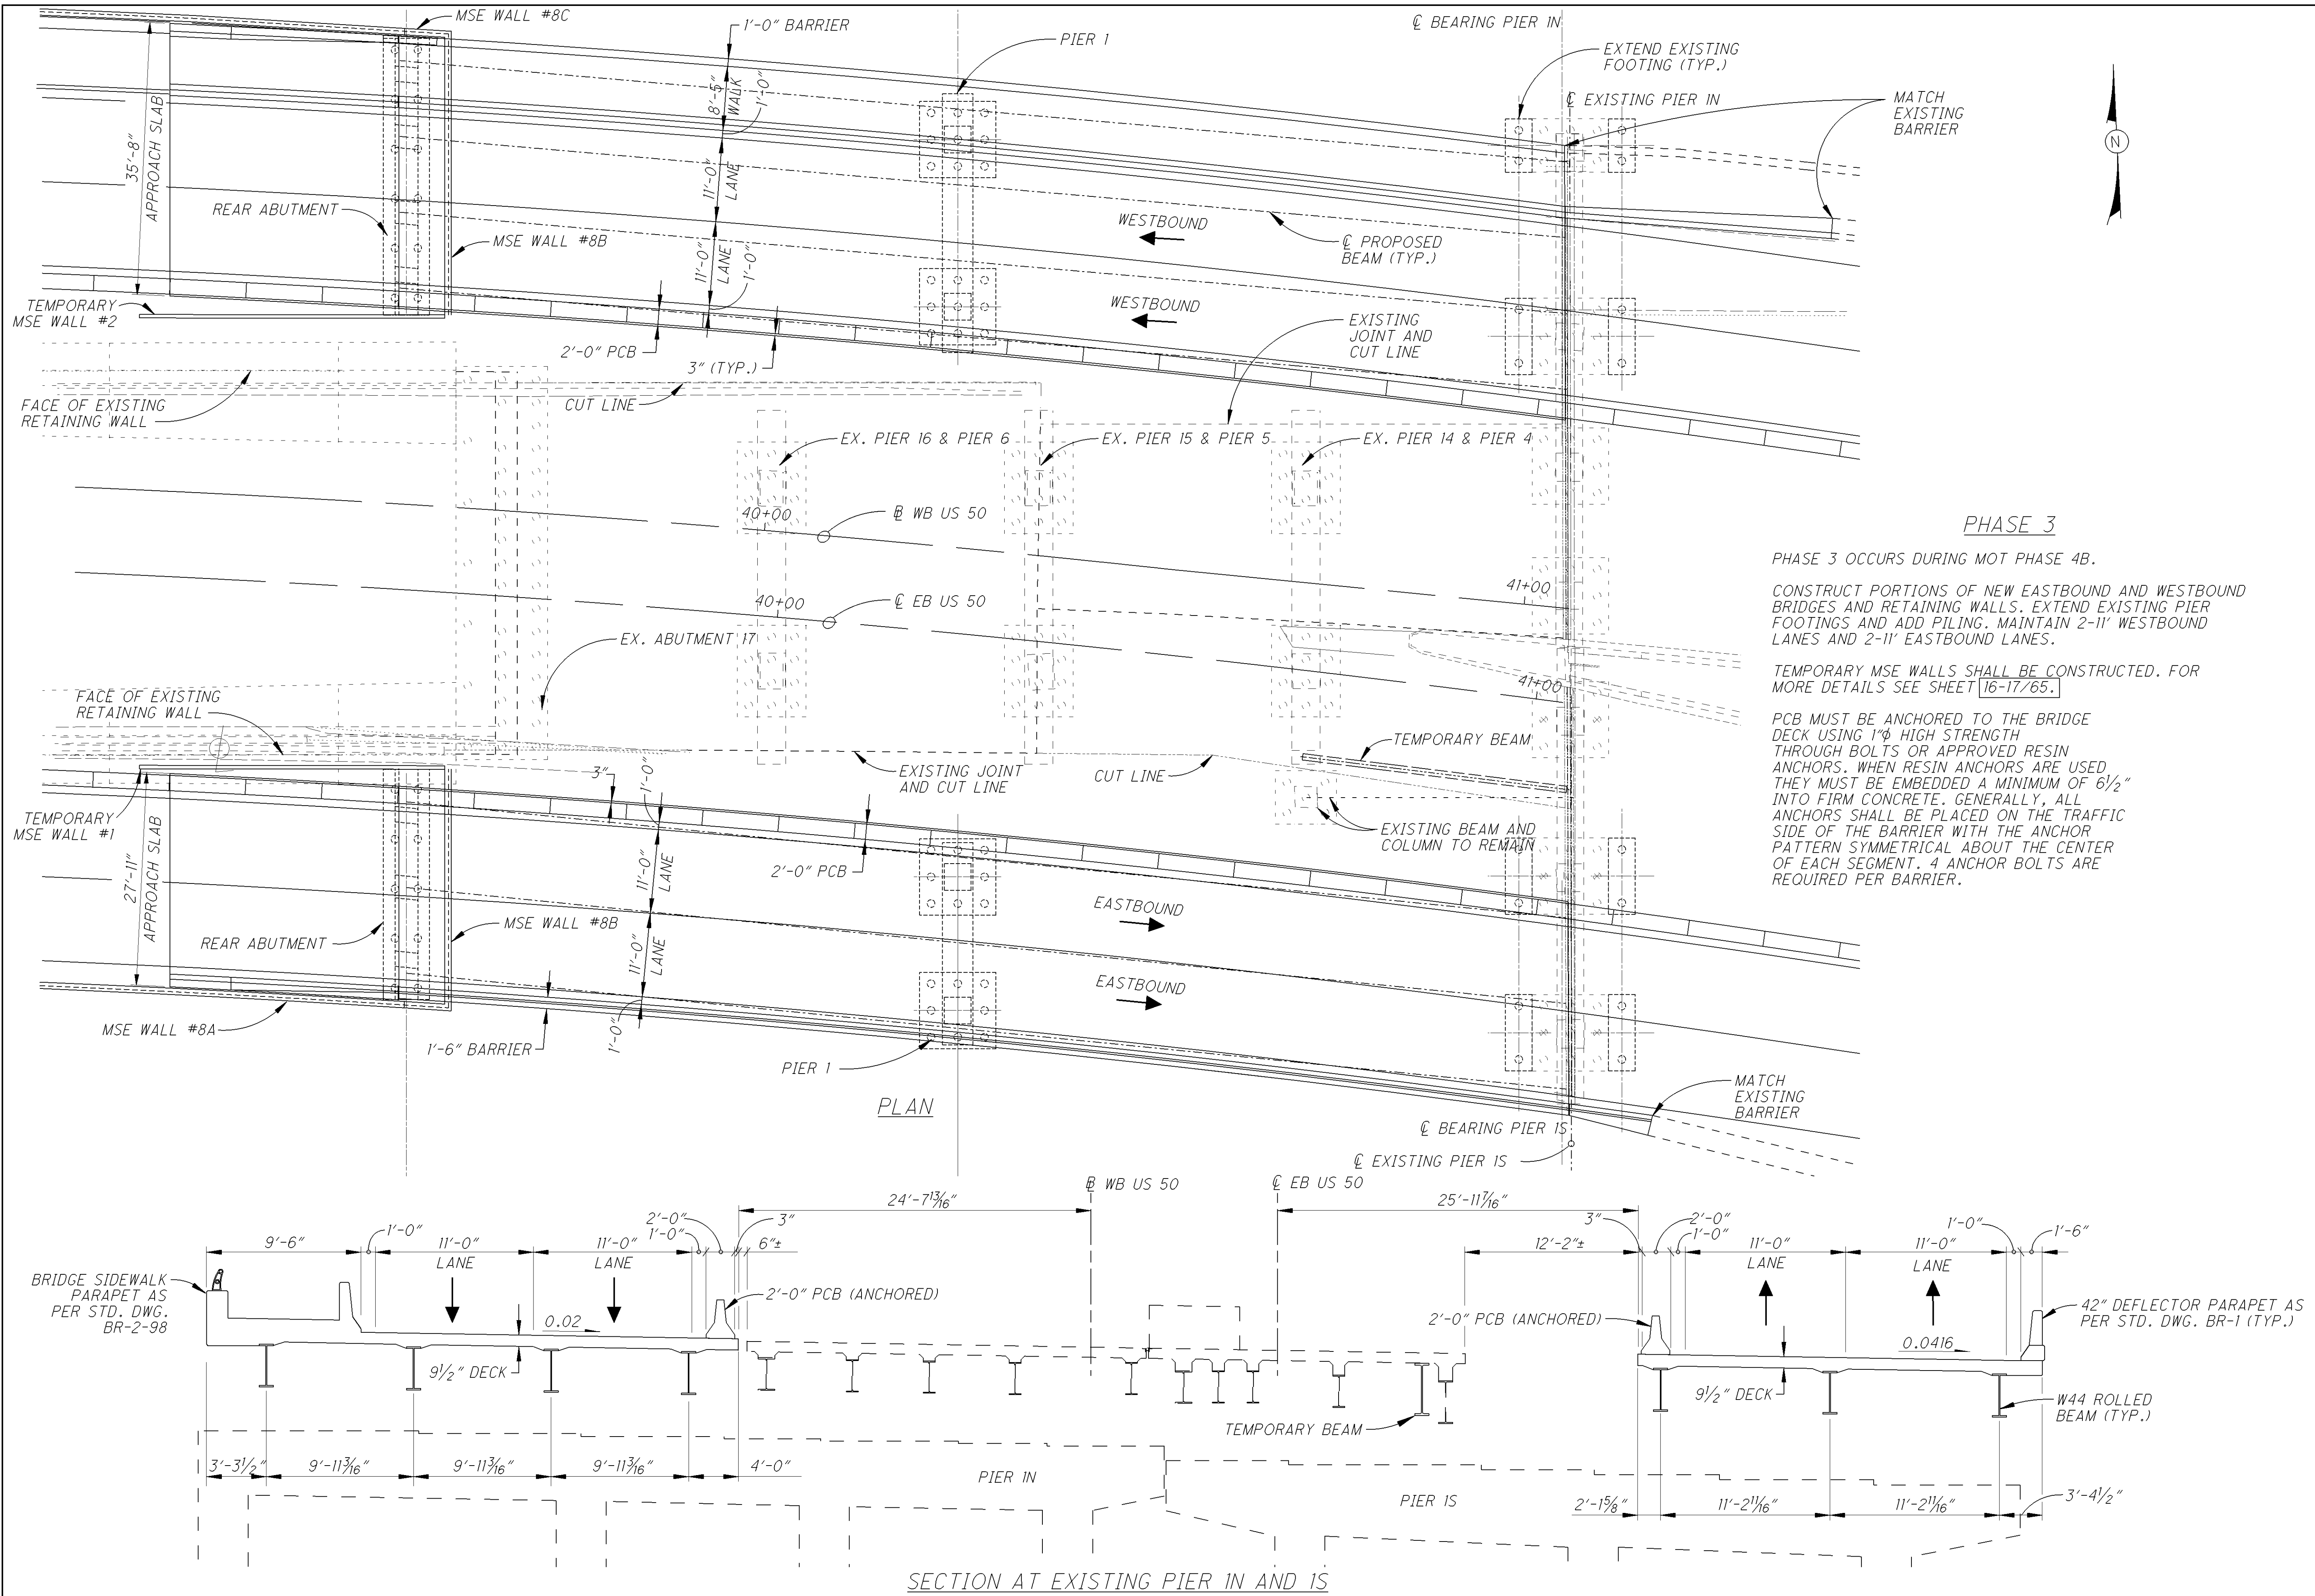 MSE WALL #8C
1'-0" BARRIER
PIER 1
℄ BEARING PIER 1N
EXTEND EXISTING
FOOTING (TYP.)
℄ EXISTING PIER 1N
MATCH
EXISTING
BARRIER
N
35'-8"
APPROACH SLAB
8'-5"
WALK
1'-0"
11'-0"
LANE
11'-0"
LANE
1'-0"
REAR ABUTMENT
MSE WALL #8B
WESTBOUND
℄ PROPOSED
BEAM (TYP.)
WESTBOUND
TEMPORARY
MSE WALL #2
2'-0" PCB
3" (TYP.)
EXISTING
JOINT AND
CUT LINE
FACE OF EXISTING
RETAINING WALL
CUT LINE
EX. PIER 16 & PIER 6
EX. PIER 15 & PIER 5
EX. PIER 14 & PIER 4
40+00
B WB US 50
41+00
40+00
℄ EB US 50
41+00
EX. ABUTMENT 17
FACE OF EXISTING
RETAINING WALL
TEMPORARY BEAM
3"
1'-0"
EXISTING JOINT
AND CUT LINE
CUT LINE
TEMPORARY
MSE WALL #1
27'-11"
APPROACH SLAB
11'-0"
LANE
2'-0" PCB
EXISTING BEAM AND
COLUMN TO REMAIN
EASTBOUND
MSE WALL #8B
REAR ABUTMENT
11'-0"
LANE
EASTBOUND
MSE WALL #8A
1'-6" BARRIER
1'-0"
PIER 1
MATCH
EXISTING
BARRIER
℄ BEARING PIER 1S
℄ EXISTING PIER 1S
PLAN
PHASE 3
PHASE 3 OCCURS DURING MOT PHASE 4B.
CONSTRUCT PORTIONS OF NEW EASTBOUND AND WESTBOUND
BRIDGES AND RETAINING WALLS. EXTEND EXISTING PIER
FOOTINGS AND ADD PILING. MAINTAIN 2-11' WESTBOUND
LANES AND 2-11' EASTBOUND LANES.
TEMPORARY MSE WALLS SHALL BE CONSTRUCTED. FOR
MORE DETAILS SEE SHEET 16-17/65.
PCB MUST BE ANCHORED TO THE BRIDGE
DECK USING 1"ϕ HIGH STRENGTH
THROUGH BOLTS OR APPROVED RESIN
ANCHORS. WHEN RESIN ANCHORS ARE USED
THEY MUST BE EMBEDDED A MINIMUM OF 6½"
INTO FIRM CONCRETE. GENERALLY, ALL
ANCHORS SHALL BE PLACED ON THE TRAFFIC
SIDE OF THE BARRIER WITH THE ANCHOR
PATTERN SYMMETRICAL ABOUT THE CENTER
OF EACH SEGMENT. 4 ANCHOR BOLTS ARE
REQUIRED PER BARRIER.
B WB US 50
℄ EB US 50
24'-7 13/16"
25'-11 7/16"
9'-6"
1'-0"
11'-0"
LANE
11'-0"
LANE
2'-0"
1'-0"
3"
6"±
12'-2"±
3"
2'-0"
1'-0"
11'-0"
LANE
11'-0"
LANE
1'-0"
1'-6"
BRIDGE SIDEWALK
PARAPET AS
PER STD. DWG.
BR-2-98
2'-0" PCB (ANCHORED)
0.02
9½" DECK
2'-0" PCB (ANCHORED)
0.0416
9½" DECK
42" DEFLECTOR PARAPET AS
PER STD. DWG. BR-1 (TYP.)
W44 ROLLED
BEAM (TYP.)
TEMPORARY BEAM
3'-3½"
9'-11 3/16"
9'-11 3/16"
9'-11 3/16"
4'-0"
PIER 1N
PIER 1S
2'-1 5/8"
11'-2 11/16"
11'-2 11/16"
3'-4½"
SECTION AT EXISTING PIER 1N AND 1S